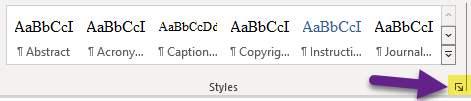 AaBbCcI AaBbCcI AaBbCcDd AaBbCcI AaBbCcI AaBbCcI
¶ Abstract ¶ Acrony... ¶ Caption... ¶ Copyrig... ¶ Instructi... ¶ Journal...
Styles